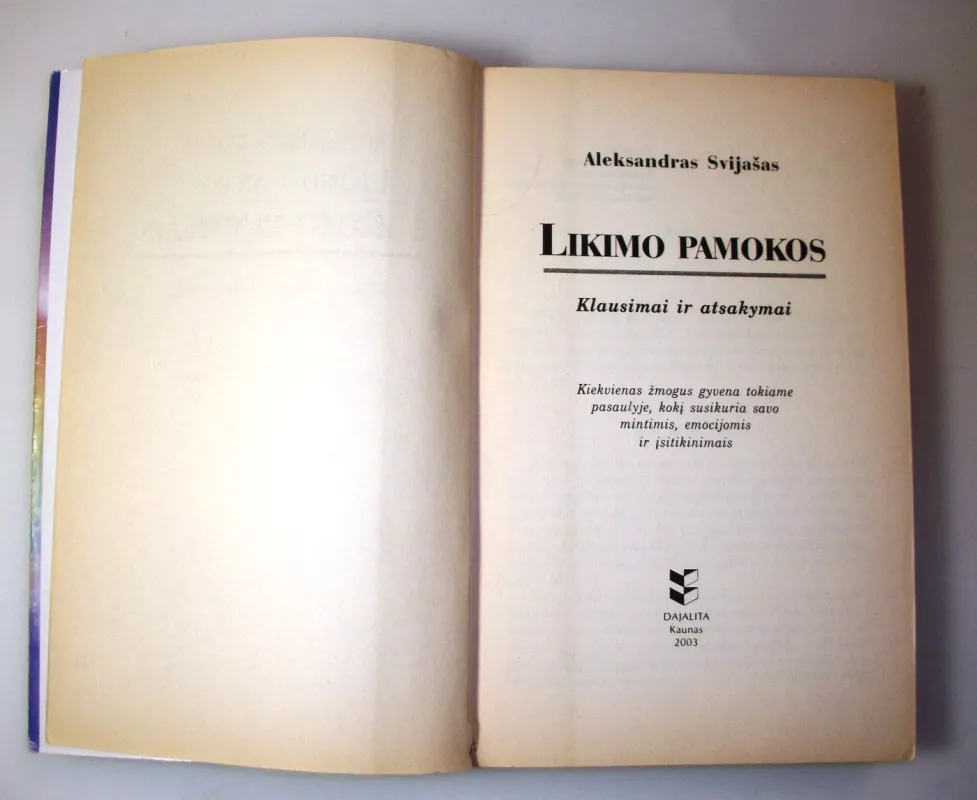 Aleksandras Svijašas
LIKIMO PAMOKOS
Klausimai ir atsakymai
Kiekvienas žmogus gyvena tokiame
pasaulyje, kokį susikuria savo
mintimis, emocijomis
ir įsitikinimais
DAJALITA
Kaunas
2003